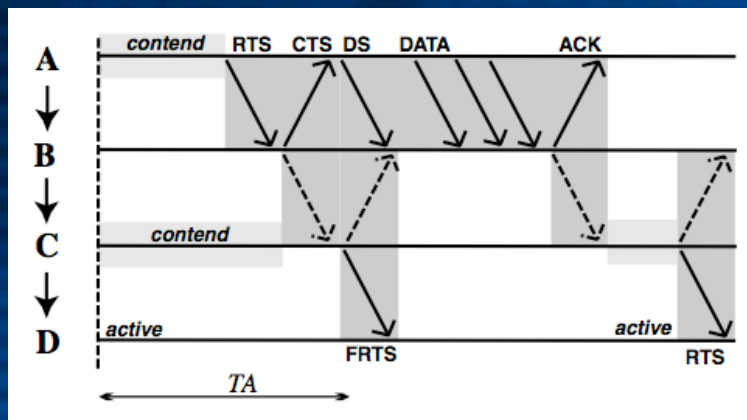 contend RTS CTS DS DATA ACK
A
B
contend
C
active active
D
FRTS RTS
TA